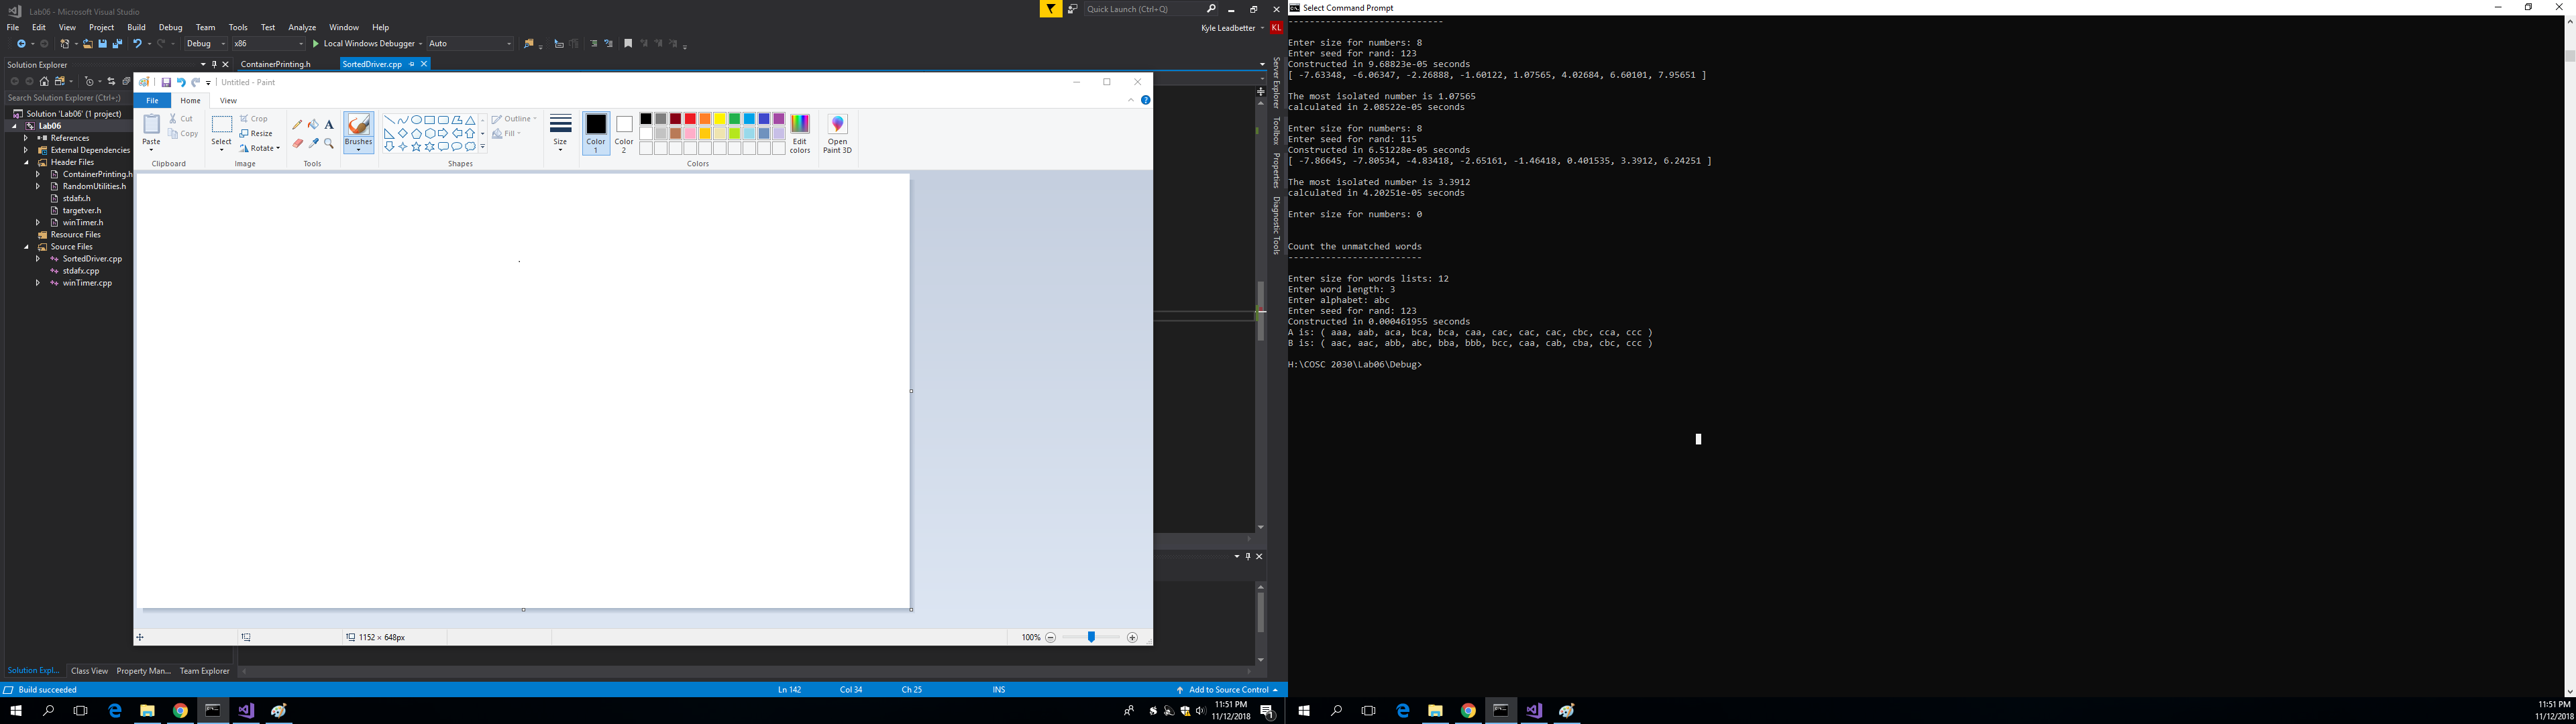 Lab06 - Microsoft Visual Studio
Quick Launch (Ctrl+Q)
File Edit View Project Build Debug Team Tools Test Analyze Window Help
Kyle Leadbetter KL
Debug x86 Local Windows Debugger Auto
Solution Explorer
ContainerPrinting.h SortedDriver.cpp
Search Solution Explorer (Ctrl+;)
Solution 'Lab06' (1 project)
Lab06
References
External Dependencies
Header Files
ContainerPrinting.h
RandomUtilities.h
stdafx.h
targetver.h
winTimer.h
Resource Files
Source Files
SortedDriver.cpp
stdafx.cpp
winTimer.cpp
Solution Expl... Class View Property Man... Team Explorer
Server Explorer
Toolbox
Properties
Diagnostic Tools
Untitled - Paint
File Home View
Paste
Cut
Copy
Clipboard
Select
Crop
Resize
Rotate
Image
A
Tools
Brushes
Outline
Fill
Shapes
Size
Color 1
Color 2
Edit colors
Colors
Open Paint 3D
1152 × 648px
100%
Build succeeded Ln 142 Col 34 Ch 25 INS Add to Source Control
11:51 PM
11/12/2018
1
Select Command Prompt
-----------------------------
Enter size for numbers: 8
Enter seed for rand: 123
Constructed in 9.68823e-05 seconds
[ -7.63348, -6.06347, -2.26888, -1.60122, 1.07565, 4.02684, 6.60101, 7.95651 ]
The most isolated number is 1.07565
calculated in 2.08522e-05 seconds
Enter size for numbers: 8
Enter seed for rand: 115
Constructed in 6.51228e-05 seconds
[ -7.86645, -7.80534, -4.83418, -2.65161, -1.46418, 0.401535, 3.3912, 6.24251 ]
The most isolated number is 3.3912
calculated in 4.20251e-05 seconds
Enter size for numbers: 0
Count the unmatched words
-------------------------
Enter size for words lists: 12
Enter word length: 3
Enter alphabet: abc
Enter seed for rand: 123
Constructed in 0.000461955 seconds
A is: ( aaa, aab, aca, bca, bca, caa, cac, cac, cac, cbc, cca, ccc )
B is: ( aac, aac, abb, abc, bba, bbb, bcc, caa, cab, cba, cbc, ccc )
H:\COSC 2030\Lab06\Debug>
11:51 PM
11/12/2018